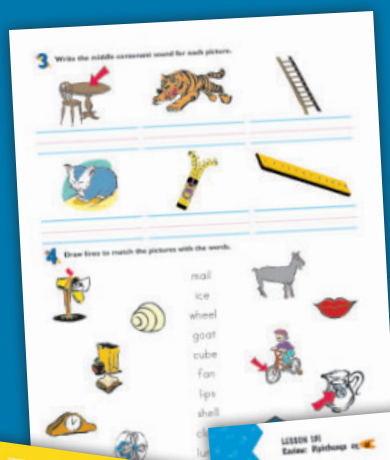 3 Write the middle consonant sound for each picture.
4 Draw lines to match the pictures with the words.
mail
ice
wheel
goat
cube
fan
lips
shell
LESSON 101